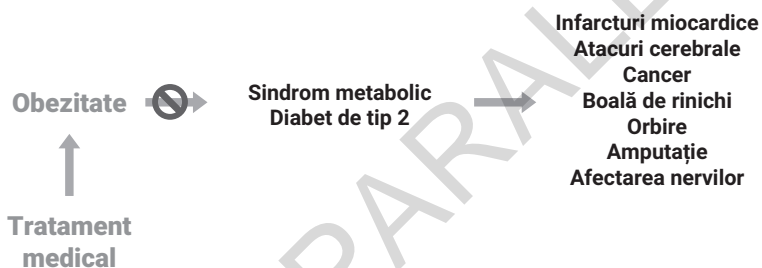 Obezitate
Tratament
medical
Sindrom metabolic
Diabet de tip 2
Infarcturi miocardice
Atacuri cerebrale
Cancer
Boală de rinichi
Orbire
Amputație
Afectarea nervilor
PARALE